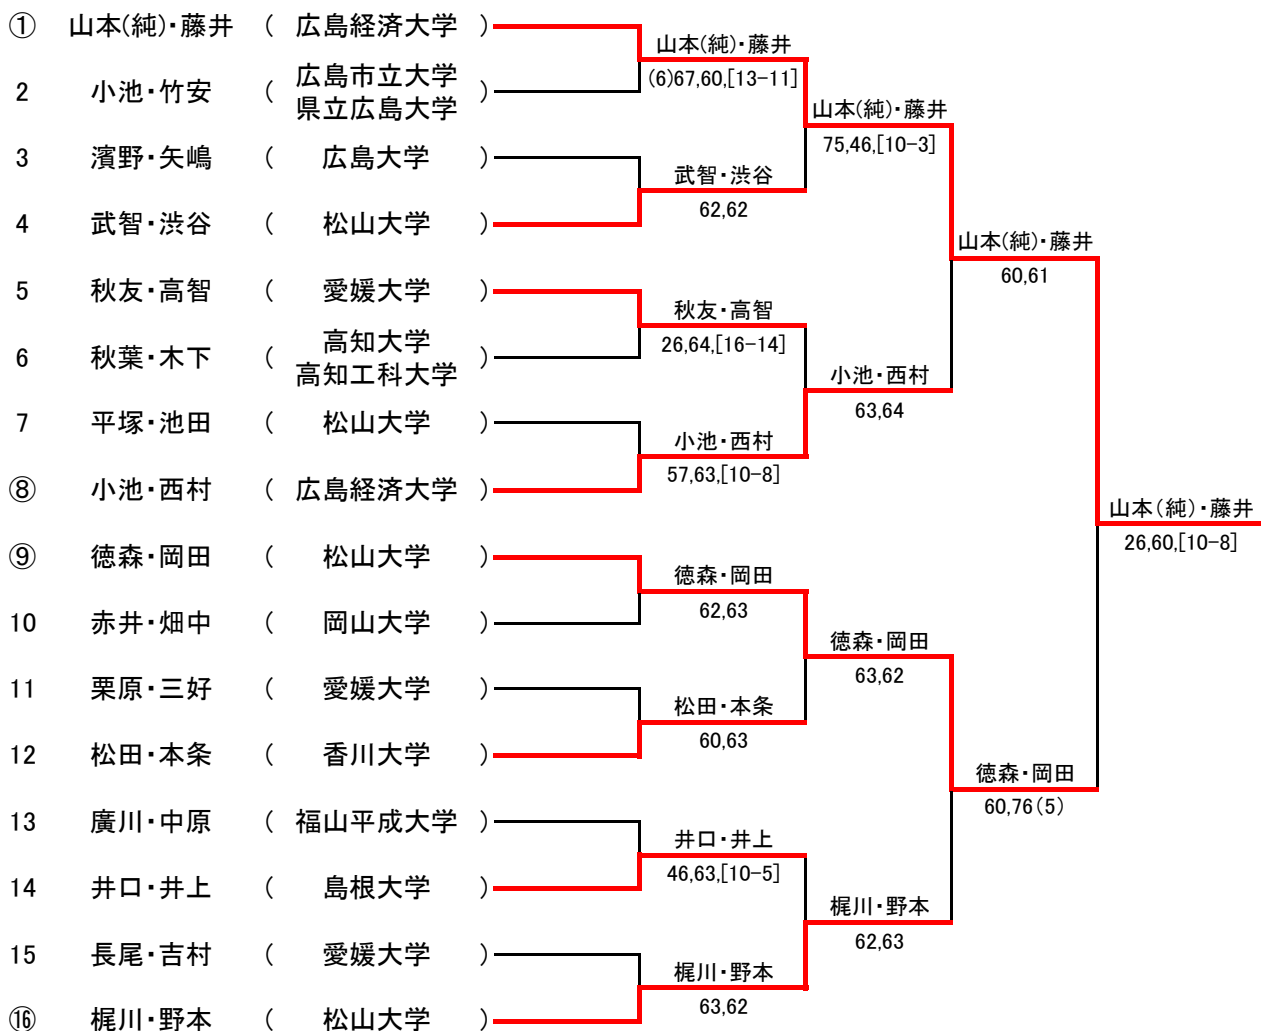 ① 山本(純)・藤井 ( 広島経済大学 )
2 小池・竹安 ( 広島市立大学
県立広島大学 )
3 濱野・矢嶋 ( 広島大学 )
4 武智・渋谷 ( 松山大学 )
5 秋友・高智 ( 愛媛大学 )
6 秋葉・木下 ( 高知大学
高知工科大学 )
7 平塚・池田 ( 松山大学 )
⑧ 小池・西村 ( 広島経済大学 )
⑨ 徳森・岡田 ( 松山大学 )
10 赤井・畑中 ( 岡山大学 )
11 栗原・三好 ( 愛媛大学 )
12 松田・本条 ( 香川大学 )
13 廣川・中原 ( 福山平成大学 )
14 井口・井上 ( 島根大学 )
15 長尾・吉村 ( 愛媛大学 )
⑯ 梶川・野本 ( 松山大学 )
山本(純)・藤井
(6)67,60,[13-11]
武智・渋谷
62,62
秋友・高智
26,64,[16-14]
小池・西村
57,63,[10-8]
徳森・岡田
62,63
松田・本条
60,63
井口・井上
46,63,[10-5]
梶川・野本
63,62
山本(純)・藤井
75,46,[10-3]
小池・西村
63,64
徳森・岡田
63,62
梶川・野本
62,63
山本(純)・藤井
60,61
徳森・岡田
60,76(5)
山本(純)・藤井
26,60,[10-8]